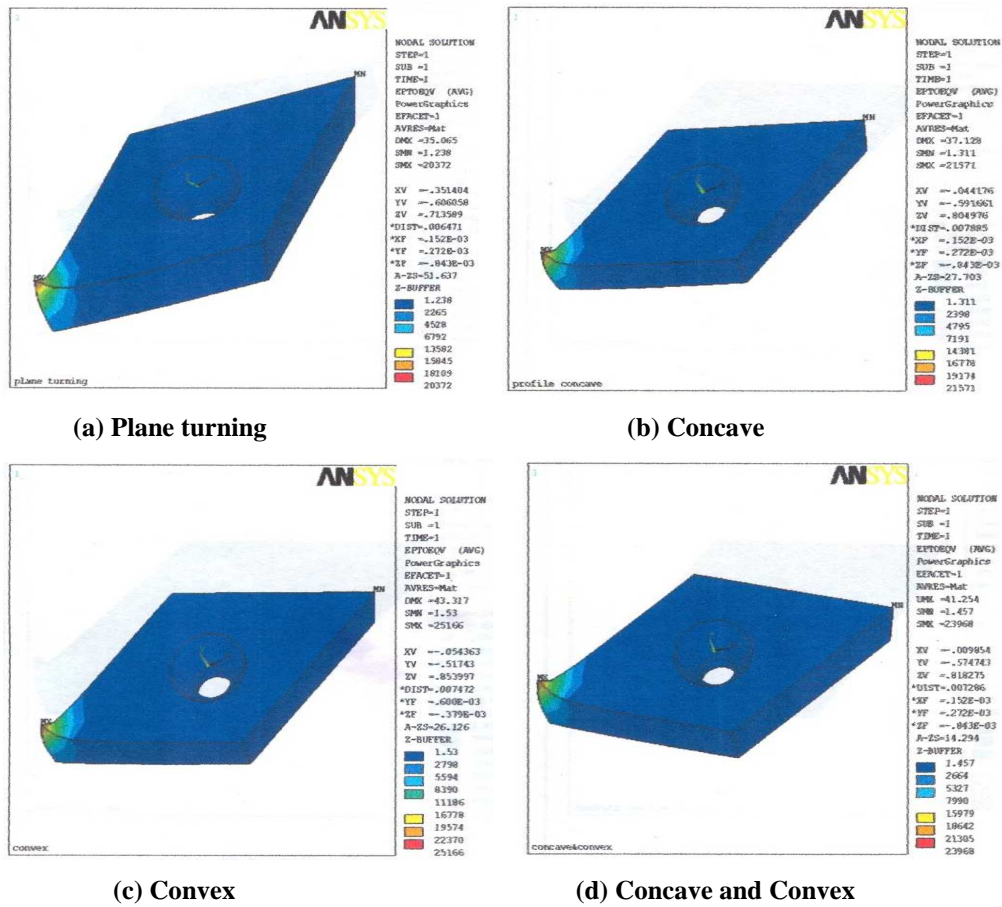 1
ANSYS
NODAL SOLUTION
STEP=1
SUB =1
TIME=1
EPTOEQV (AVG)
PowerGraphics
EFACET=1
AVRES=Mat
DMX =35.065
SMN =1.238
SMX =20372
XV =-.351404
YV =-.606058
ZV =.713589
*DIST=.006471
*XF =.152E-03
*YF =.272E-03
*ZF =-.843E-03
A-ZS=51.637
Z-BUFFER
1.238
2265
4528
6792
13582
15845
18109
20372
MN
MX
plane turning
(a) Plane turning
1
ANSYS
NODAL SOLUTION
STEP=1
SUB =1
TIME=1
EPTOEQV (AVG)
PowerGraphics
EFACET=1
AVRES=Mat
DMX =37.128
SMN =1.311
SMX =21571
XV =-.044176
YV =-.591661
ZV =.804976
*DIST=.007885
*XF =.152E-03
*YF =.272E-03
*ZF =-.843E-03
A-ZS=27.703
Z-BUFFER
1.311
2398
4795
7191
14381
16778
19174
21571
MN
MX
profile concave
(b) Concave
1
ANSYS
NODAL SOLUTION
STEP=1
SUB =1
TIME=1
EPTOEQV (AVG)
PowerGraphics
EFACET=1
AVRES=Mat
DMX =43.317
SMN =1.53
SMX =25166
XV =-.054363
YV =-.51743
ZV =.853997
*DIST=.007472
*YF =.600E-03
*ZF =-.379E-03
A-ZS=26.126
Z-BUFFER
1.53
2798
5594
8390
11186
16778
19574
22370
25166
MN
MX
convex
(c) Convex
1
ANSYS
NODAL SOLUTION
STEP=1
SUB =1
TIME=1
EPTOEQV (AVG)
PowerGraphics
EFACET=1
AVRES=Mat
DMX =41.254
SMN =1.457
SMX =23968
XV =-.009854
YV =-.574743
ZV =.818275
*DIST=.007286
*XF =.152E-03
*YF =.272E-03
*ZF =-.843E-03
A-ZS=14.294
Z-BUFFER
1.457
2664
5327
7990
15979
18642
21305
23968
MN
MX
concave&convex
(d) Concave and Convex